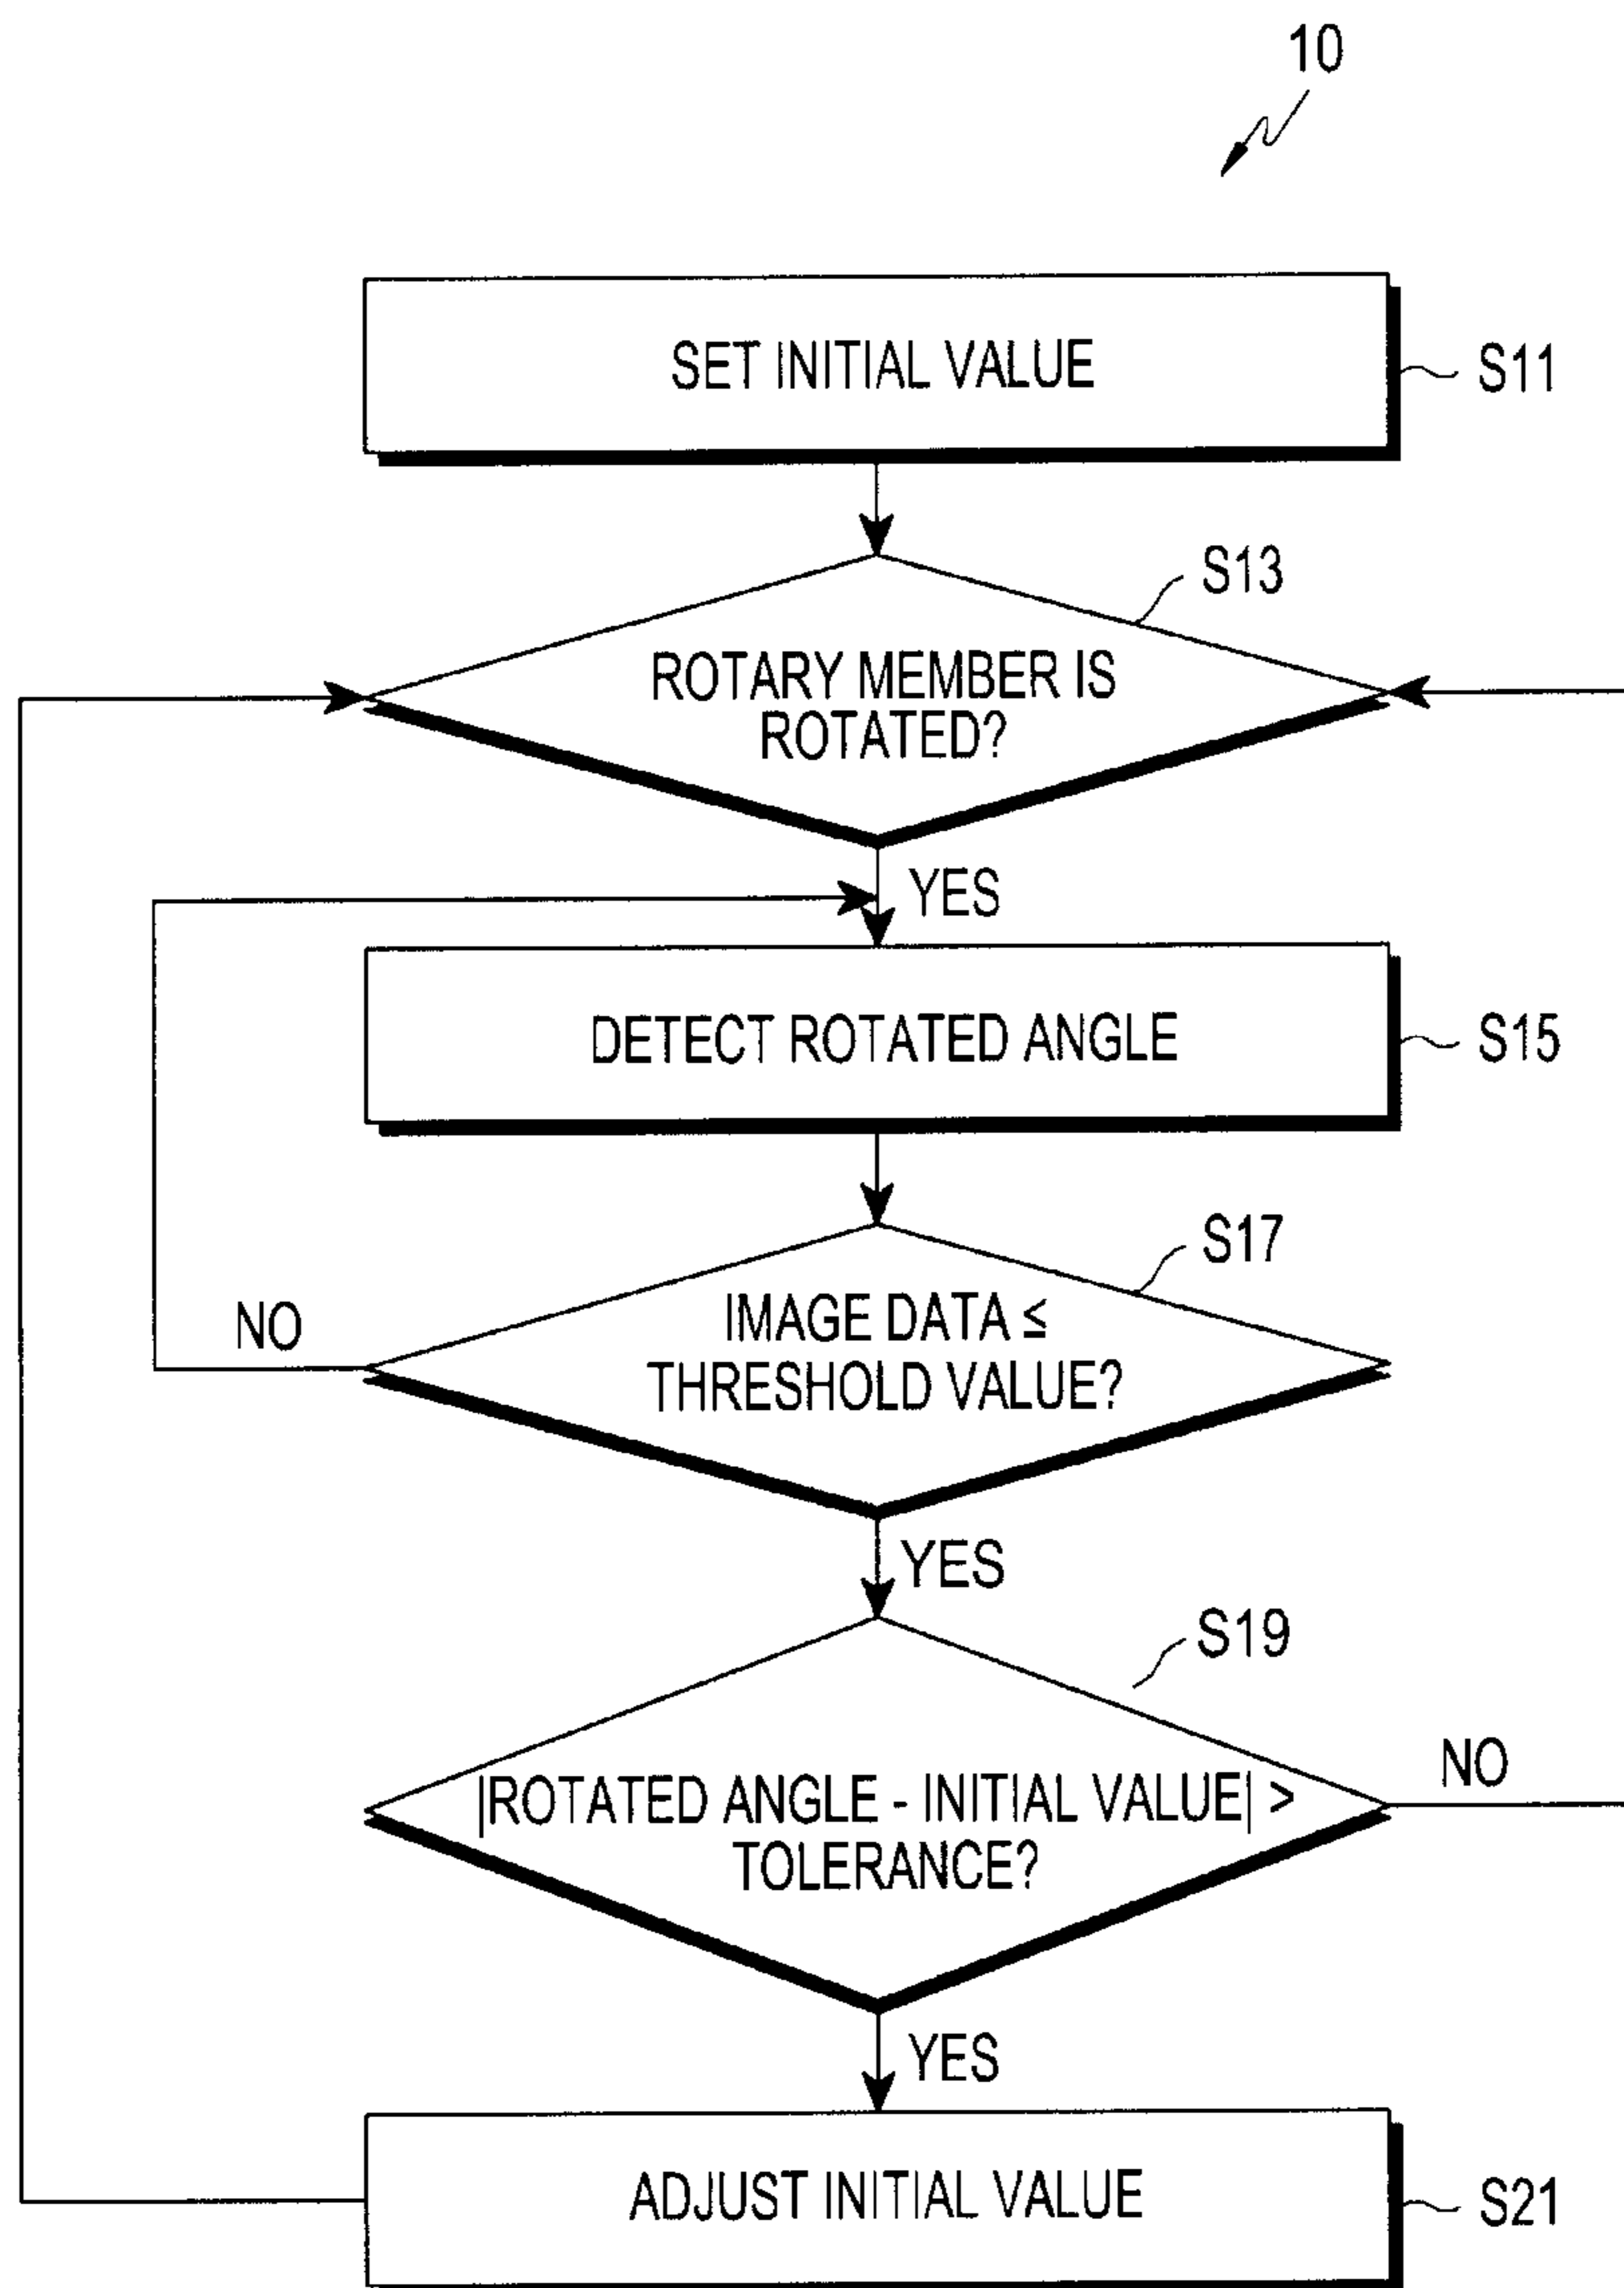 10
SET INITIAL VALUE
S11
S13
ROTARY MEMBER IS
ROTATED?
YES
DETECT ROTATED ANGLE
S15
S17
IMAGE DATA ≤
THRESHOLD VALUE?
NO
YES
S19
|ROTATED ANGLE - INITIAL VALUE| >
TOLERANCE?
NO
YES
ADJUST INITIAL VALUE
S21